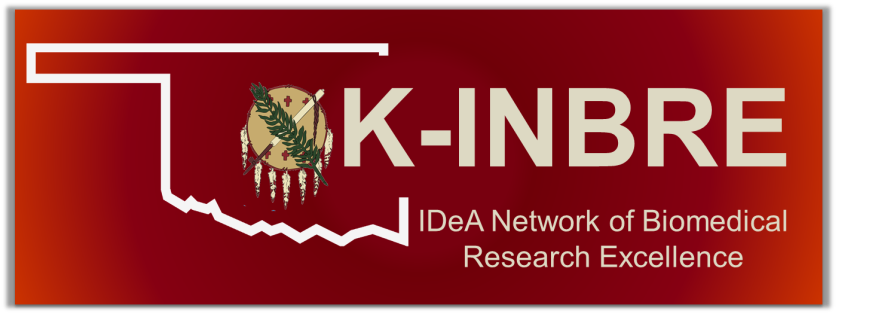 K-INBRE
IDeA Network of Biomedical
Research Excellence